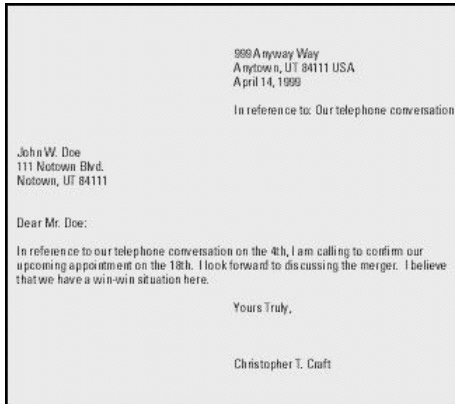 999 Anyway Way
Anytown, UT 84111 USA
April 14, 1999
In reference to: Our telephone conversation
John W. Doe
111 Notown Blvd.
Notown, UT 84111
Dear Mr. Doe:
In reference to our telephone conversation on the 4th, I am calling to confirm our
upcoming appointment on the 18th.  I look forward to discussing the merger.  I believe
that we have a win-win situation here.
Yours Truly,
Christopher T. Craft